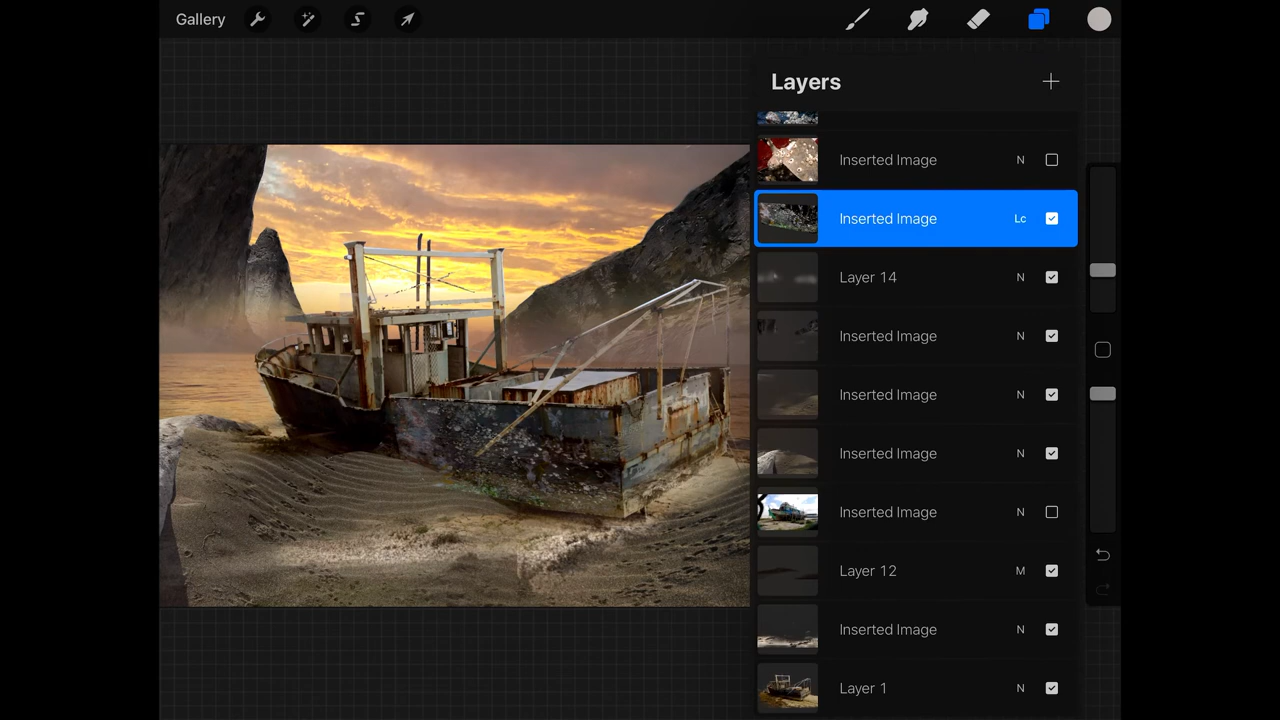 Gallery
Layers
Inserted Image N
Inserted Image Lc
Layer 14 N
Inserted Image N
Inserted Image N
Inserted Image N
Inserted Image N
Layer 12 M
Inserted Image N
Layer 1 N